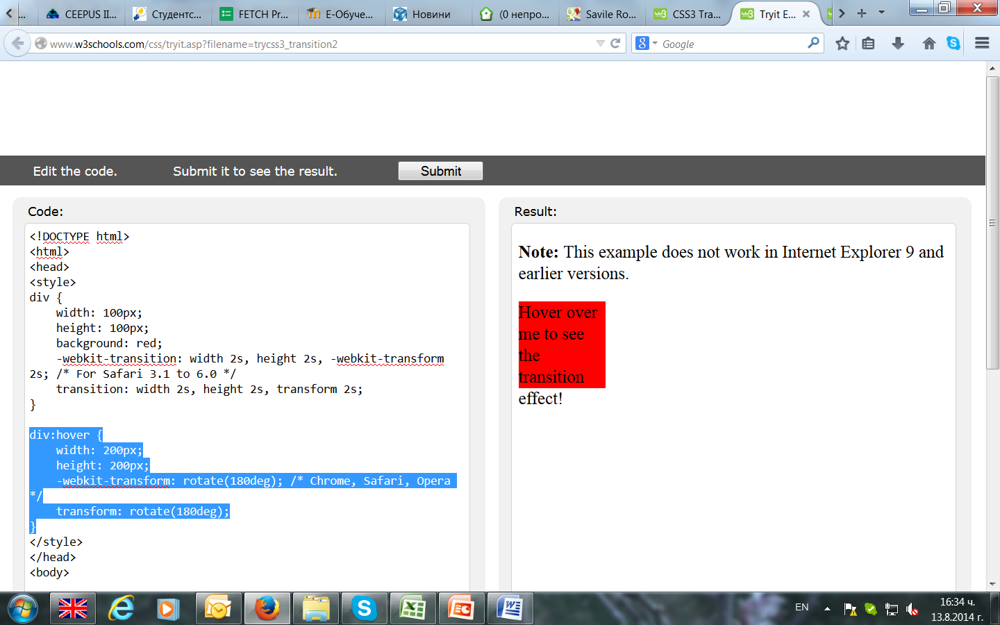 ...
CEEPUS II...
Студентс...
FETCH Pr...
Е-Обуче...
Новини
(0 непро...
Savile Ro...
CSS3 Tra...
Tryit E...
www.w3schools.com/css/tryit.asp?filename=trycss3_transition2
Google
Edit the code.
Submit it to see the result.
Submit
Code:
<!DOCTYPE html>
<html>
<head>
<style>
div {
    width: 100px;
    height: 100px;
    background: red;
    -webkit-transition: width 2s, height 2s, -webkit-transform
2s; /* For Safari 3.1 to 6.0 */
    transition: width 2s, height 2s, transform 2s;
}
div:hover {
    width: 200px;
    height: 200px;
    -webkit-transform: rotate(180deg); /* Chrome, Safari, Opera
*/
    transform: rotate(180deg);
}
</style>
</head>
<body>
Result:
Note: This example does not work in Internet Explorer 9 and
earlier versions.
Hover over
me to see
the
transition
effect!
EN
16:34 ч.
13.8.2014 г.